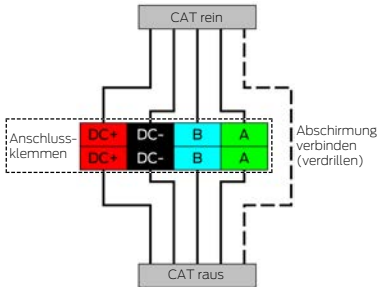 CAT rein
Anschluss-
klemmen
DC+ DC- B A
DC+ DC- B A
Abschirmung
verbinden
(verdrillen)
CAT raus